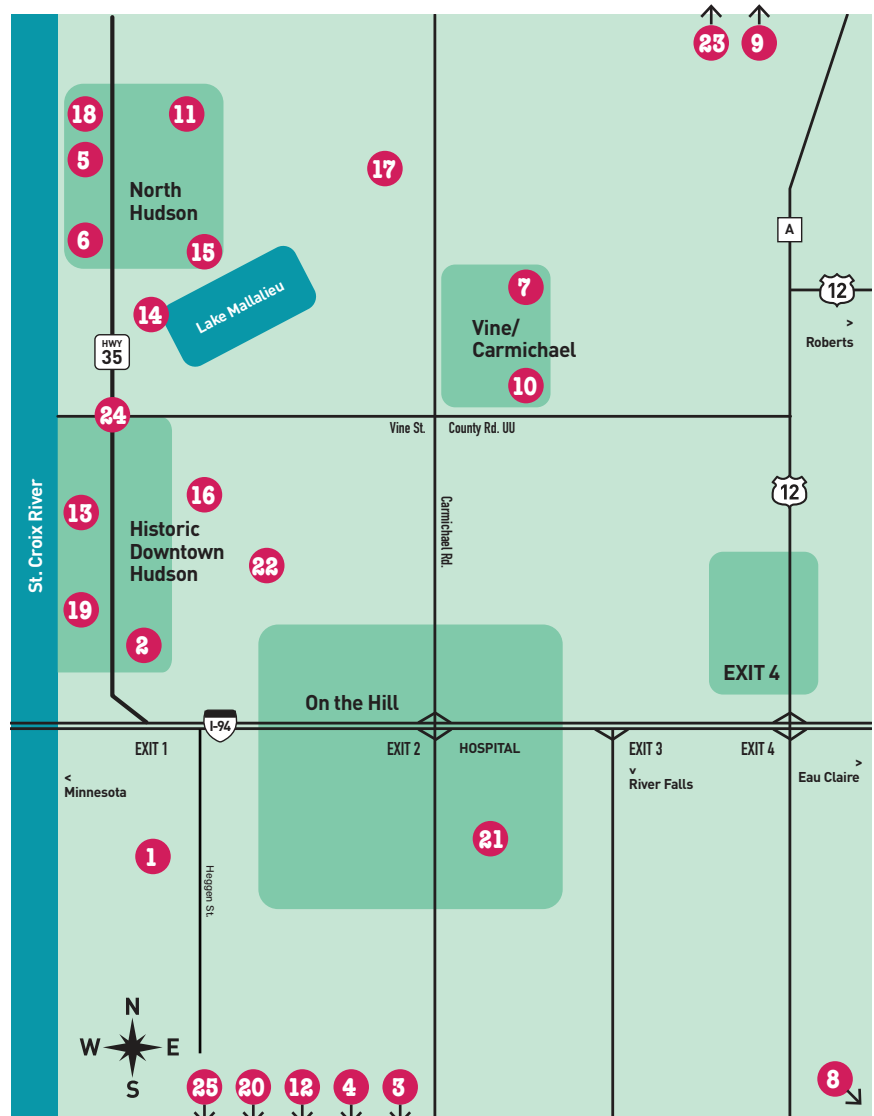 23
9
18
11
5
17
North
Hudson
6
15
A
7
12
Lake Mallalieu
14
Vine/
Carmichael
>
Roberts
HWY
35
10
24
Vine St.
County Rd. UU
St. Croix River
13
16
Carmichael Rd.
12
Historic
Downtown
Hudson
22
19
2
EXIT 4
On the Hill
I-94
EXIT 1
EXIT 2
HOSPITAL
EXIT 3
EXIT 4
<
Minnesota
v
River Falls
>
Eau Claire
21
1
Heggen St.
N
W
E
S
25
20
12
4
3
8